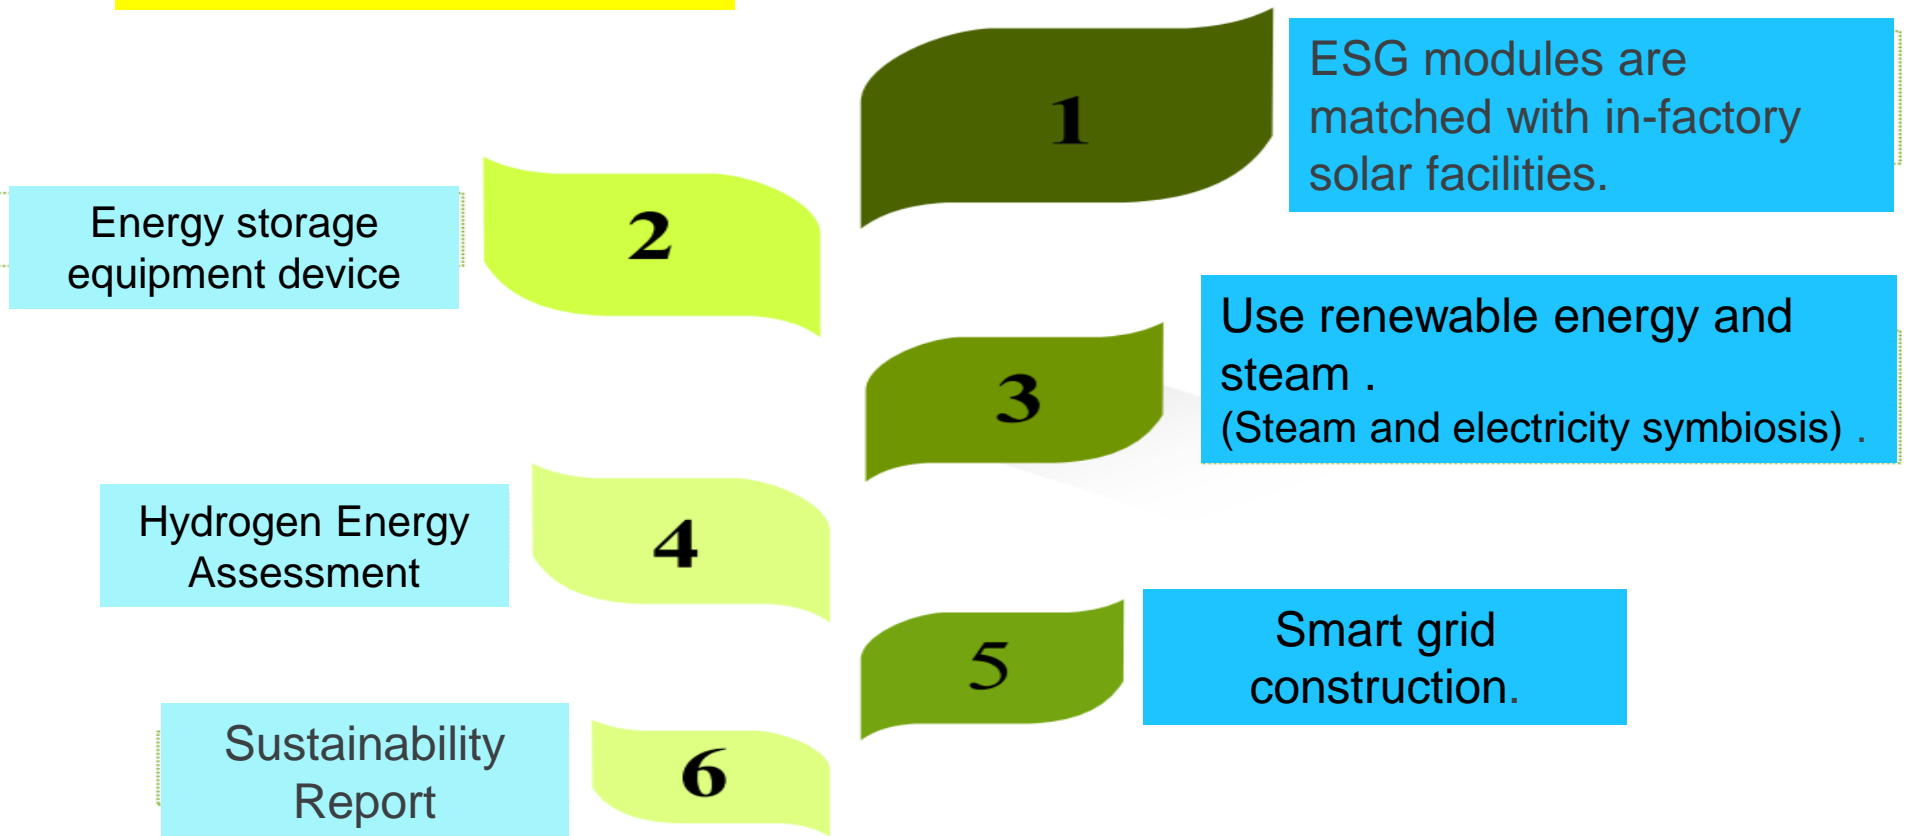 1
ESG modules are
matched with in-factory
solar facilities.
2
Energy storage
equipment device
3
Use renewable energy and
steam .
(Steam and electricity symbiosis) .
4
Hydrogen Energy
Assessment
5
Smart grid
construction.
6
Sustainability
Report